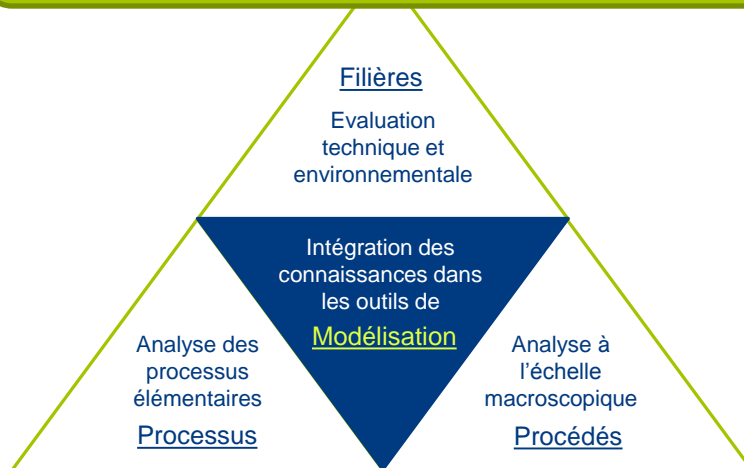 Filières
Evaluation
technique et
environnementale
Intégration des
connaissances dans
les outils de
Modélisation
Analyse des
processus
élémentaires
Processus
Analyse à
l'échelle
macroscopique
Procédés